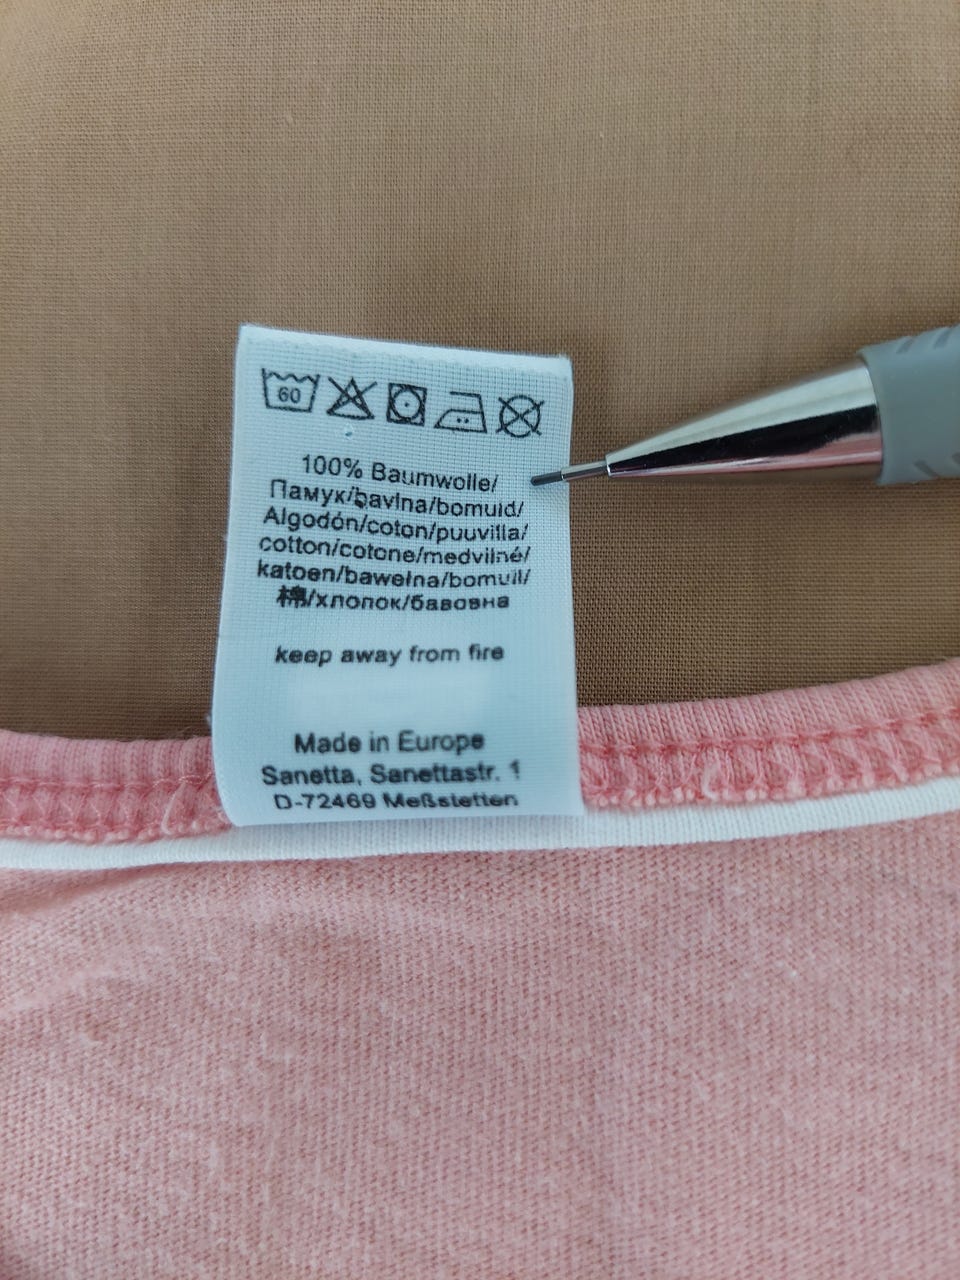 60
100% Baumwolle/
Памук/bavlna/bomuld/
Algodón/coton/puuvilla/
cotton/cotone/medvilné/
katoen/bawełna/bomull/
棉/хлопок/бавовна
keep away from fire
Made in Europe
Sanetta, Sanettastr. 1
D-72469 Meßstetten